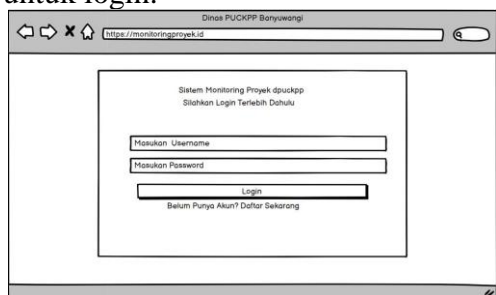 untuk login.
Dinas PUCKPP Banyuwangi
https://monitoringproyek.id
Sistem Monitoring Proyek dpuckpp
Silahkan Login Terlebih Dahulu
Masukan Username
Masukan Password
Login
Belum Punya Akun? Daftar Sekarang